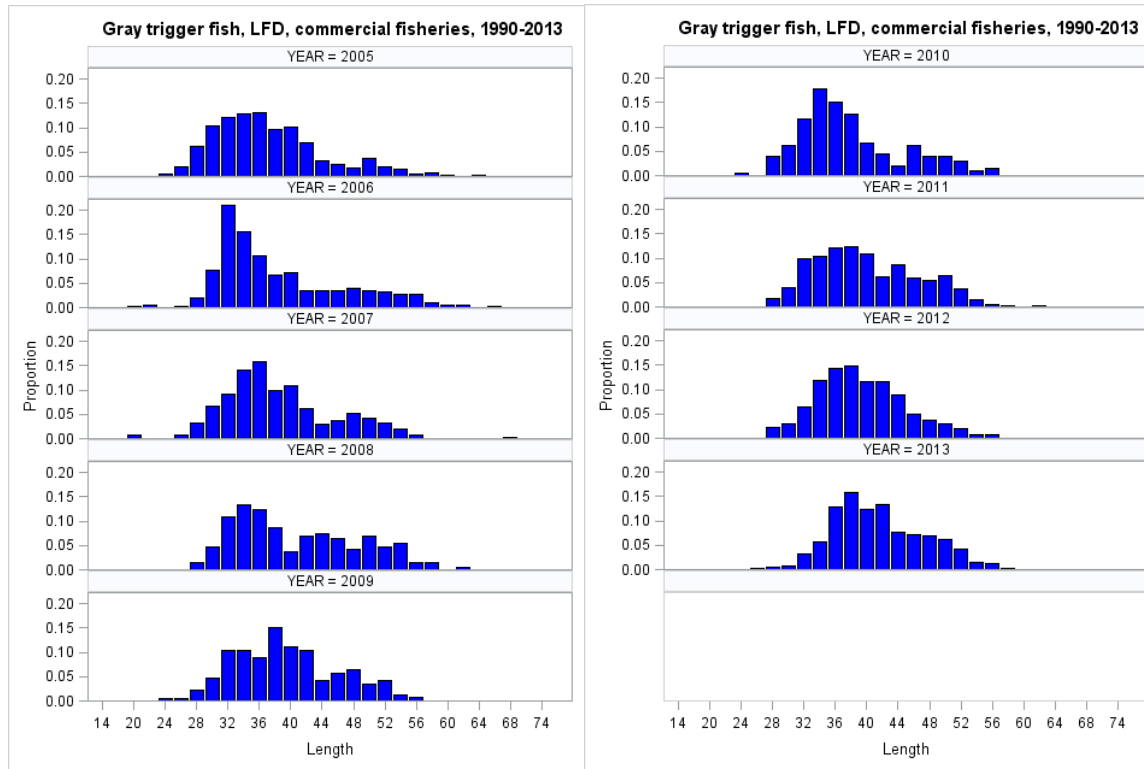 Gray trigger fish, LFD, commercial fisheries, 1990-2013
YEAR = 2005
0.20
0.15
0.10
0.05
0.00
YEAR = 2006
0.20
0.15
0.10
0.05
0.00
YEAR = 2007
0.20
0.15
0.10
0.05
0.00
YEAR = 2008
0.20
0.15
0.10
0.05
0.00
YEAR = 2009
0.20
0.15
0.10
0.05
0.00
Proportion
14 20 24 28 32 36 40 44 48 52 56 60 64 68 74
Length
Gray trigger fish, LFD, commercial fisheries, 1990-2013
YEAR = 2010
0.20
0.15
0.10
0.05
0.00
YEAR = 2011
0.20
0.15
0.10
0.05
0.00
YEAR = 2012
0.20
0.15
0.10
0.05
0.00
YEAR = 2013
0.20
0.15
0.10
0.05
0.00
Proportion
14 20 24 28 32 36 40 44 48 52 56 60 64 68 74
Length